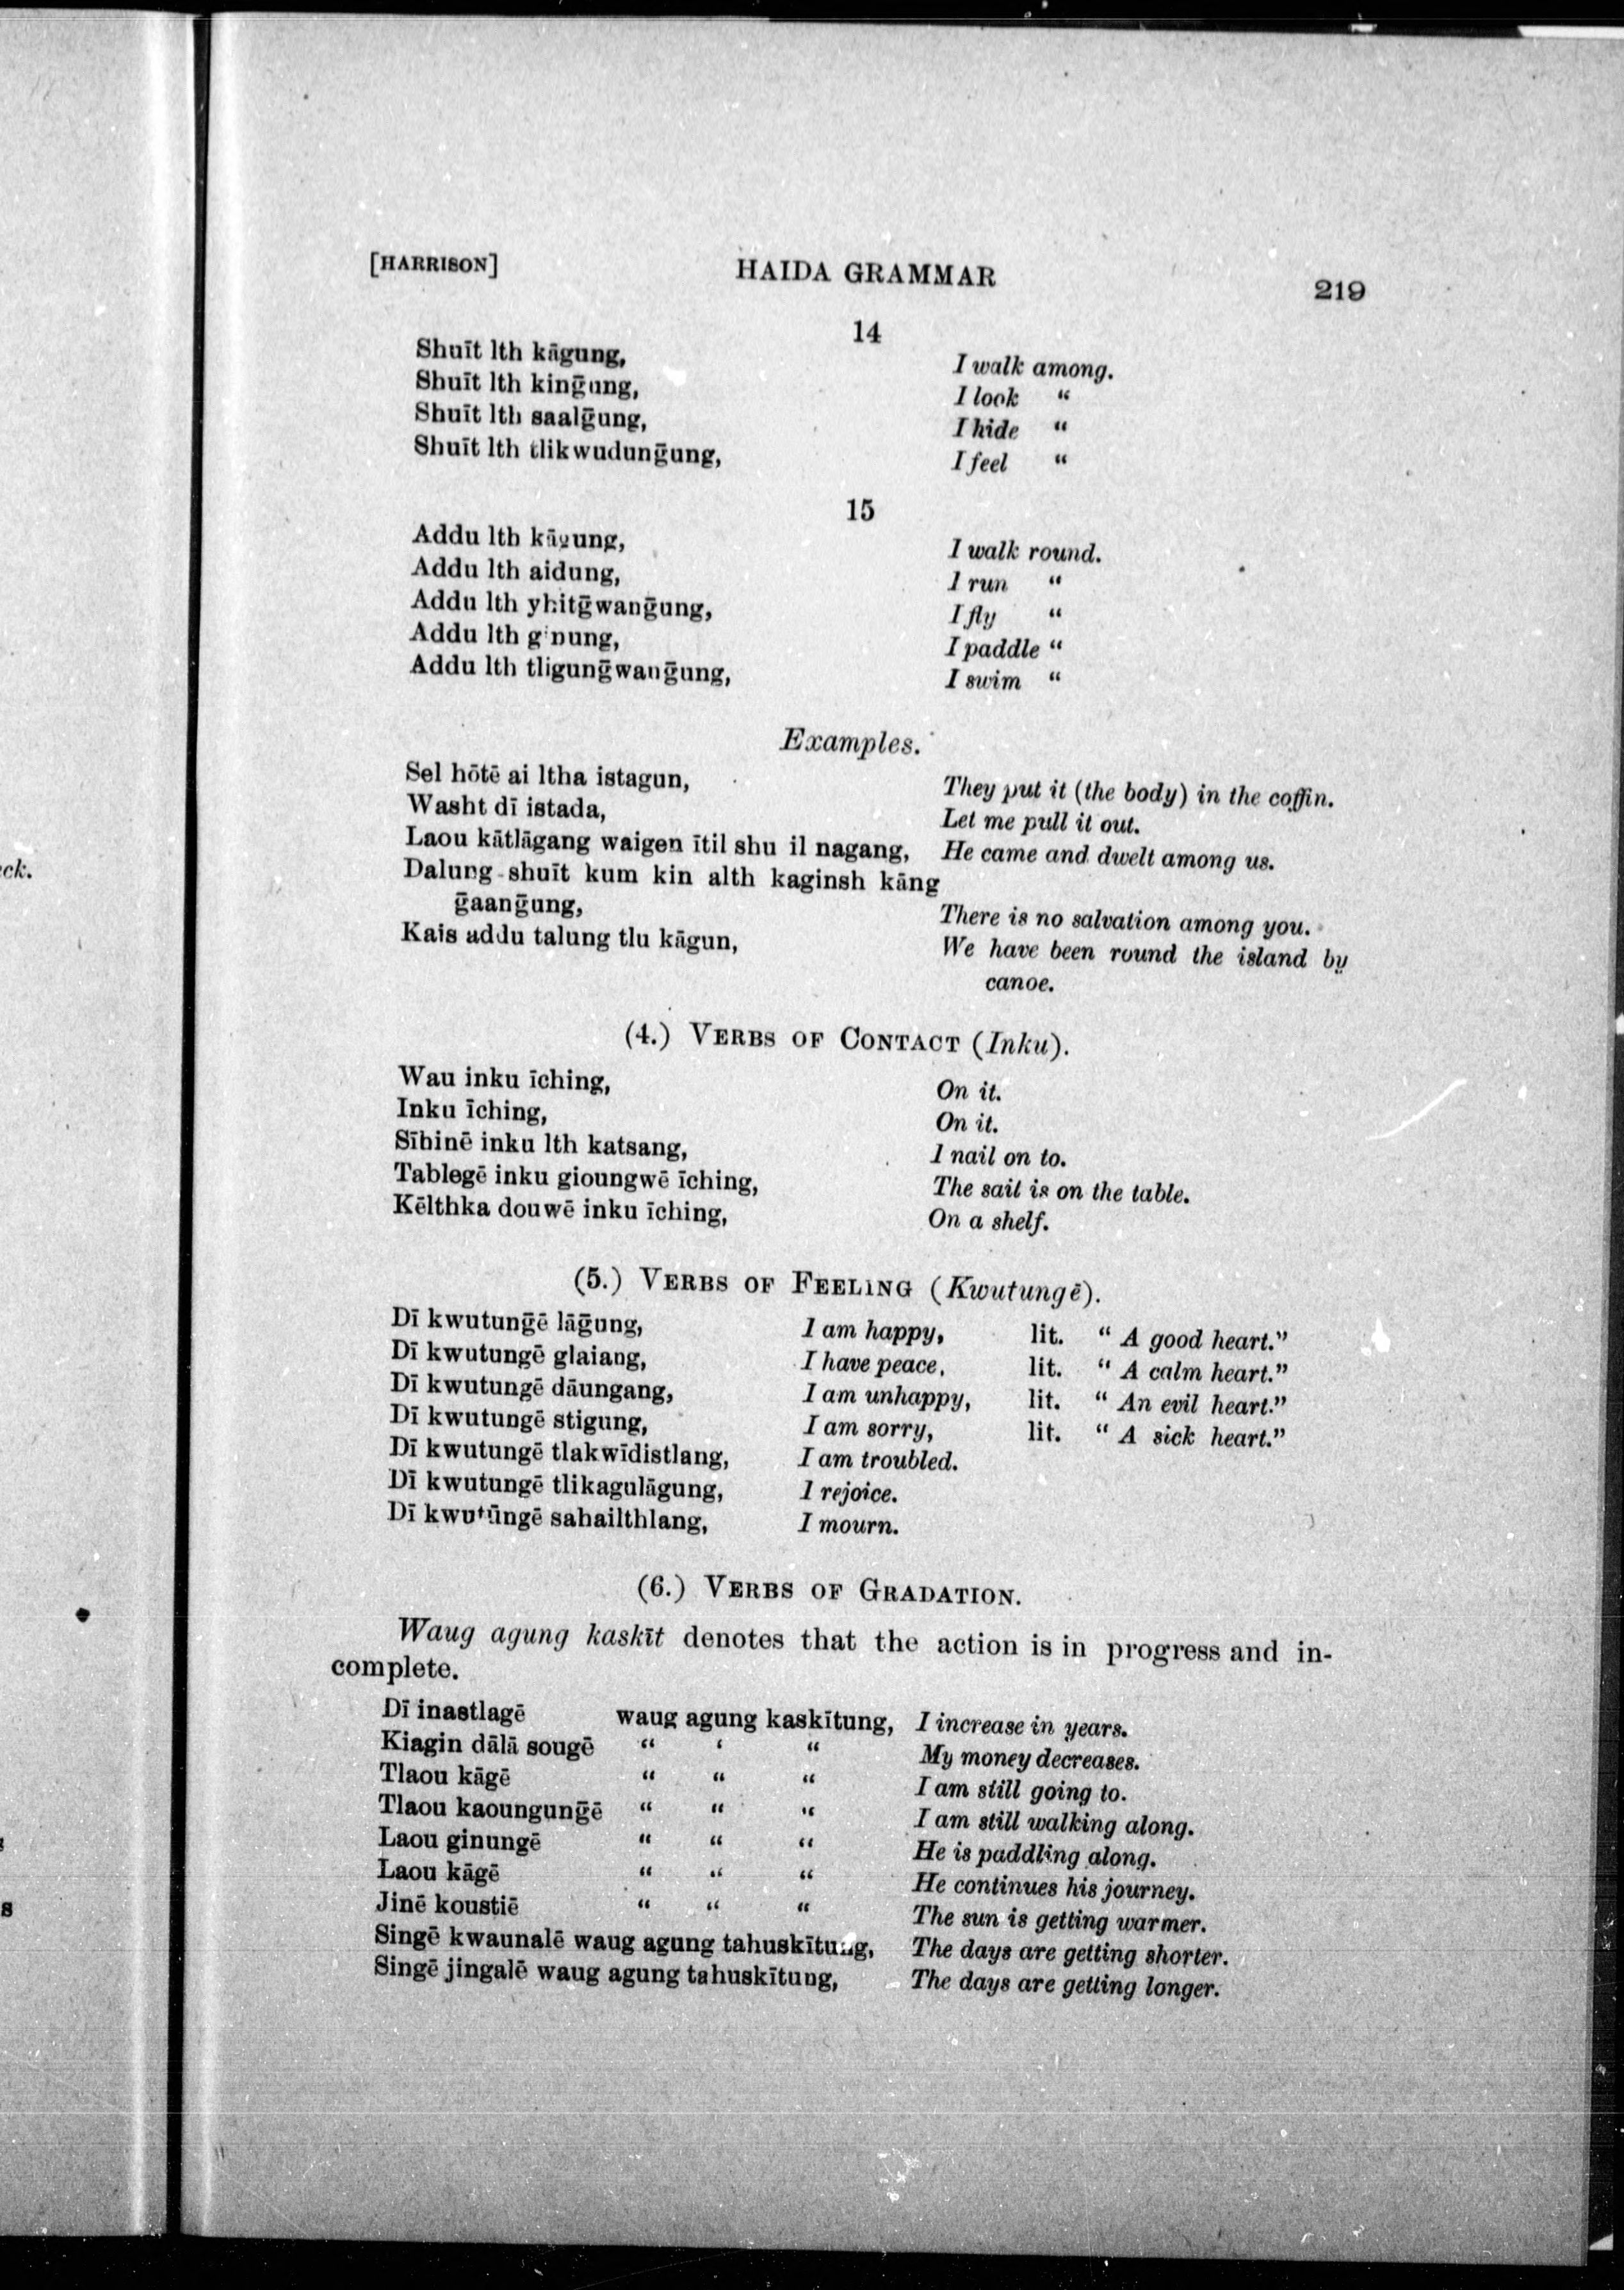 [HARRISON] HAIDA GRAMMAR 219
14
Shuīt lth kāgung, I walk among.
Shuīt lth kinḡung, I look “
Shuīt lth saalḡung, I hide “
Shuīt lth tlikwudunḡung, I feel “
15
Addu lth kāgung, I walk round.
Addu lth aidung, I run “
Addu lth yhitḡwanḡung, I fly “
Addu lth ginung, I paddle “
Addu lth tligunḡwanḡung, I swim “
Examples.
Sel hōtē ai ltha istagun, They put it (the body) in the coffin.
Washt dī istada, Let me pull it out.
Laou kātlāgang waigen ītil shu il nagang, He came and dwelt among us.
Dalung shuīt kum kin alth kaginsh kāng
ḡaanḡung, There is no salvation among you.
Kais addu talung tlu kāgun, We have been round the island by
canoe.
ck.
(4.) VERBS OF CONTACT (Inku).
Wau inku īching, On it.
Inku īching, On it.
Sīhinē inku lth katsang, I nail on to.
Tablegē inku gioungwē īching, The sail is on the table.
Kēlthka douwē inku īching, On a shelf.
(5.) VERBS OF FEELING (Kwutungē).
Dī kwutunḡē lāḡung, I am happy, lit. “ A good heart.”
Dī kwutungē glaiang, I have peace, lit. “ A calm heart.”
Dī kwutungē dāungang, I am unhappy, lit. “ An evil heart.”
Dī kwutungē stigung, I am sorry, lit. “ A sick heart.”
Dī kwutungē tlakwīdistlang, I am troubled.
Dī kwutungē tlikagulāgung, I rejoice.
Dī kwutūngē sahailthlang, I mourn.
(6.) VERBS OF GRADATION.
Waug agung kaskīt denotes that the action is in progress and in-
complete.
Dī inastlagē waug agung kaskītung, I increase in years.
Kiagin dālā sougē “ ‘ “ My money decreases.
Tlaou kāgē “ “ “ I am still going to.
Tlaou kaoungunḡē “ “ “ I am still walking along.
Laou ginungē “ “ “ He is paddling along.
Laou kāgē “ “ “ He continues his journey.
Jinē koustiē “ “ “ The sun is getting warmer.
Singē kwaunalē waug agung tahuskītung, The days are getting shorter.
Singē jingalē waug agung tahuskītung, The days are getting longer.
s